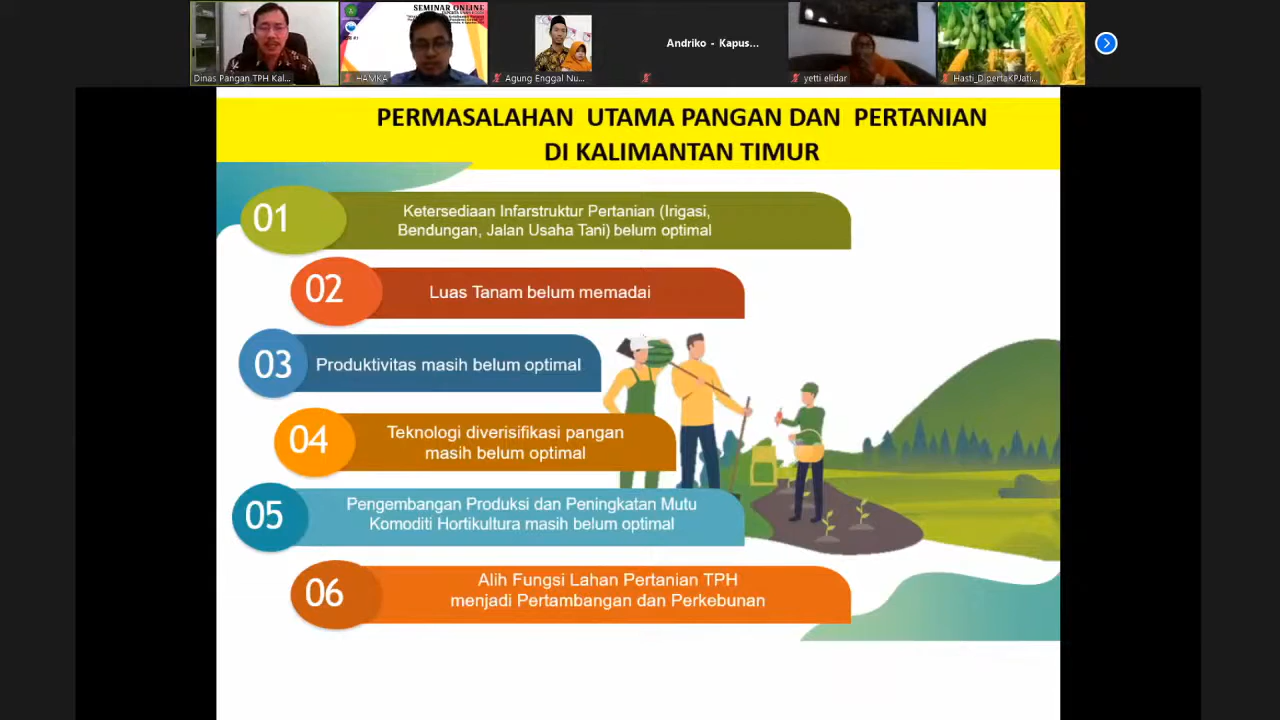 SEMINAR ONLINE
Dinas Pangan TPH Kal...
HAMKA
Agung Enggal Nu...
Andriko - Kapus...
yetti elidar
Hasti_DipertaKPJati...
PERMASALAHAN UTAMA PANGAN DAN PERTANIAN
DI KALIMANTAN TIMUR
01
Ketersediaan Infarstruktur Pertanian (Irigasi,
Bendungan, Jalan Usaha Tani) belum optimal
02
Luas Tanam belum memadai
03
Produktivitas masih belum optimal
04
Teknologi diverisifikasi pangan
masih belum optimal
05
Pengembangan Produksi dan Peningkatan Mutu
Komoditi Hortikultura masih belum optimal
06
Alih Fungsi Lahan Pertanian TPH
menjadi Pertambangan dan Perkebunan